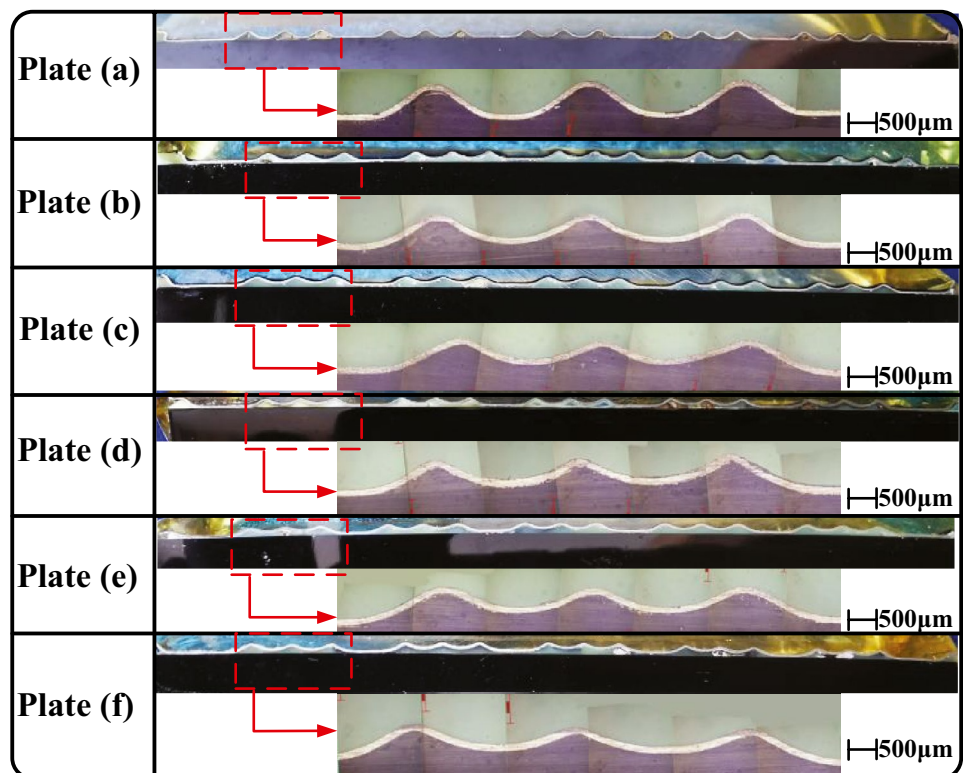 Plate (a)
500μm
Plate (b)
500μm
Plate (c)
500μm
Plate (d)
500μm
Plate (e)
500μm
Plate (f)
500μm